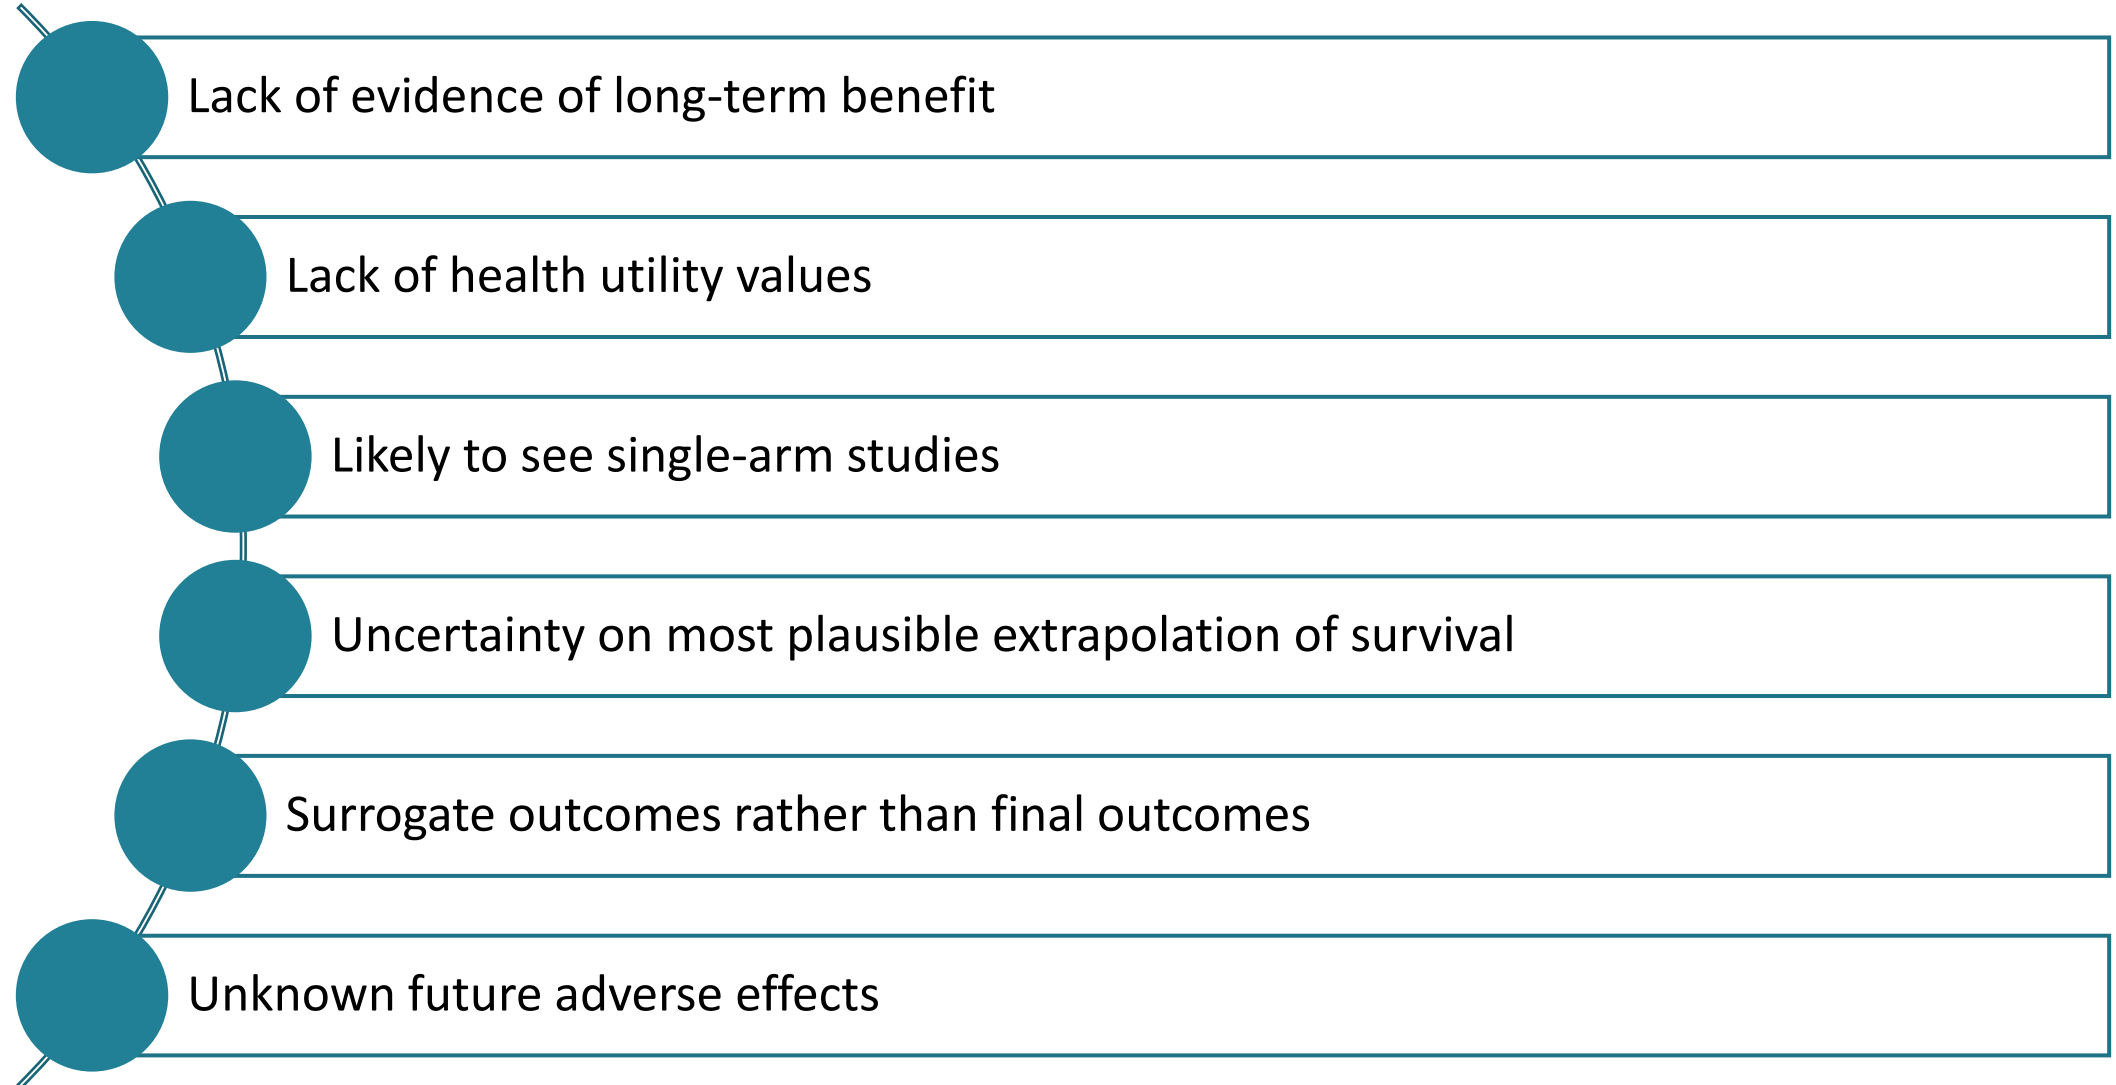 Lack of evidence of long-term benefit
Lack of health utility values
Likely to see single-arm studies
Uncertainty on most plausible extrapolation of survival
Surrogate outcomes rather than final outcomes
Unknown future adverse effects